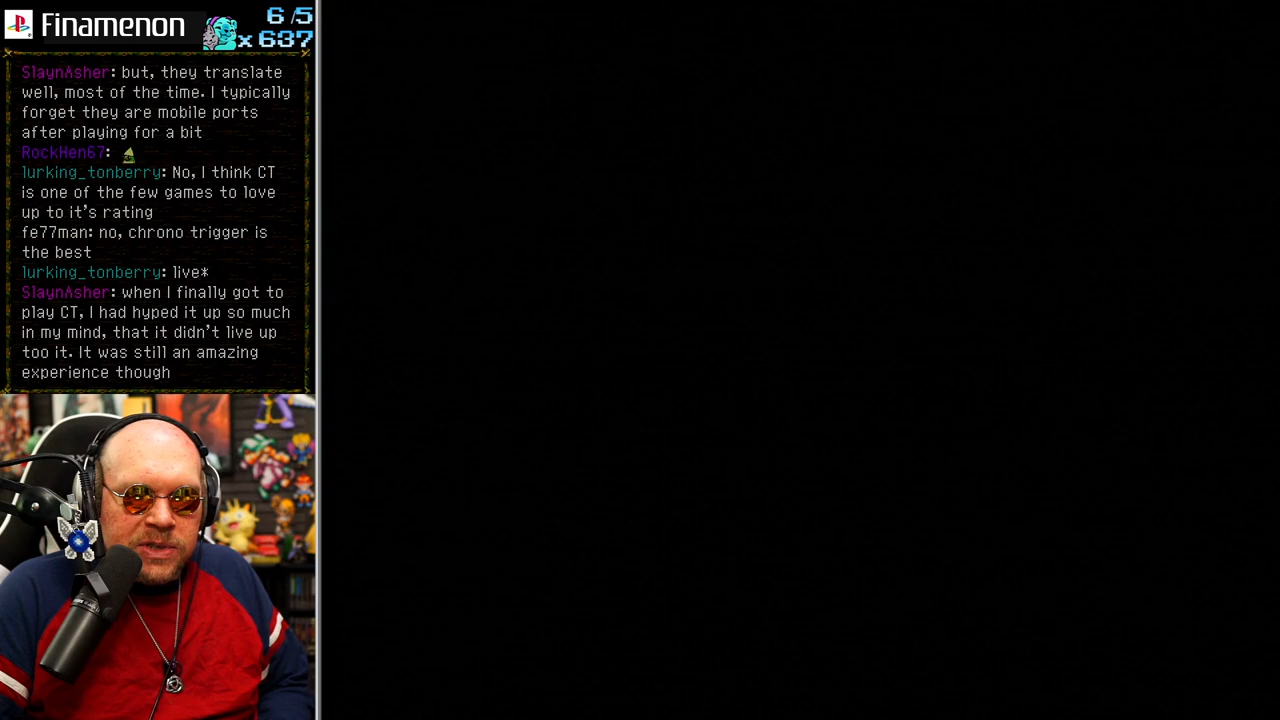 Finamenon
6/5
x637
SlaynAsher: but, they translate
well, most of the time. I typically
forget they are mobile ports
after playing for a bit
RockHen67:
lurking_tonberry: No, I think CT
is one of the few games to love
up to it's rating
fe77man: no, chrono trigger is
the best
lurking_tonberry: live*
SlaynAsher: when I finally got to
play CT, I had hyped it up so much
in my mind, that it didn't live up
too it. It was still an amazing
experience though